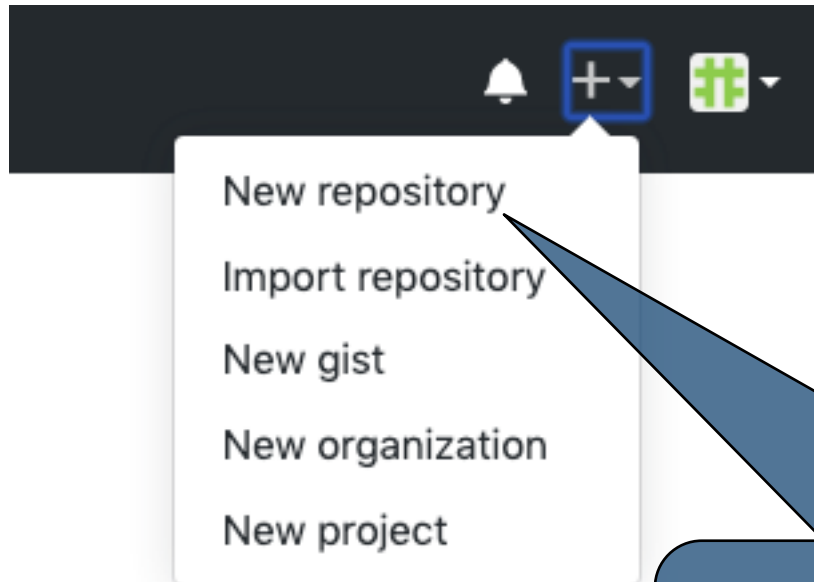 New repository
Import repository
New gist
New organization
New project